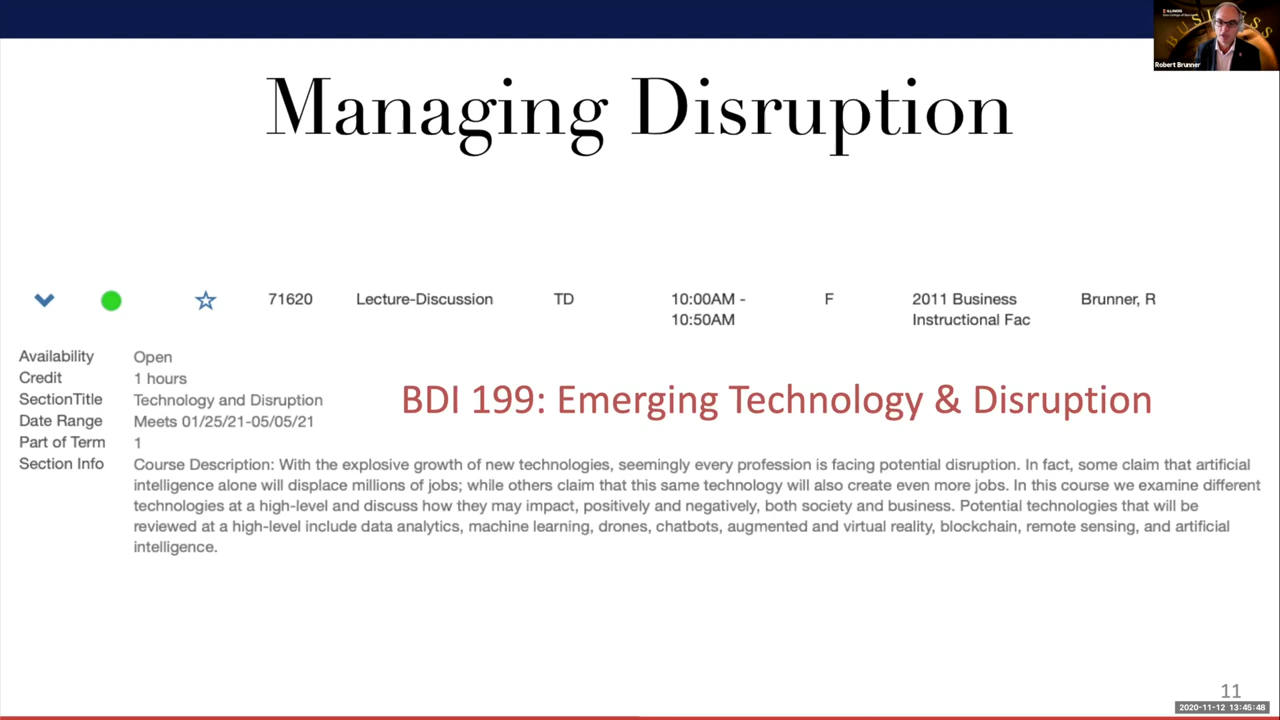 ILLINOIS
BUSINESS
Robert Brunner
Managing Disruption
71620 Lecture-Discussion TD 10:00AM - F 2011 Business Brunner, R
10:50AM Instructional Fac
Availability Open
Credit 1 hours
SectionTitle Technology and Disruption
Date Range Meets 01/25/21-05/05/21
Part of Term 1
BDI 199: Emerging Technology & Disruption
Section Info Course Description: With the explosive growth of new technologies, seemingly every profession is facing potential disruption. In fact, some claim that artificial
intelligence alone will displace millions of jobs; while others claim that this same technology will also create even more jobs. In this course we examine different
technologies at a high-level and discuss how they may impact, positively and negatively, both society and business. Potential technologies that will be
reviewed at a high-level include data analytics, machine learning, drones, chatbots, augmented and virtual reality, blockchain, remote sensing, and artificial
intelligence.
11
2020-11-12 13:45:48